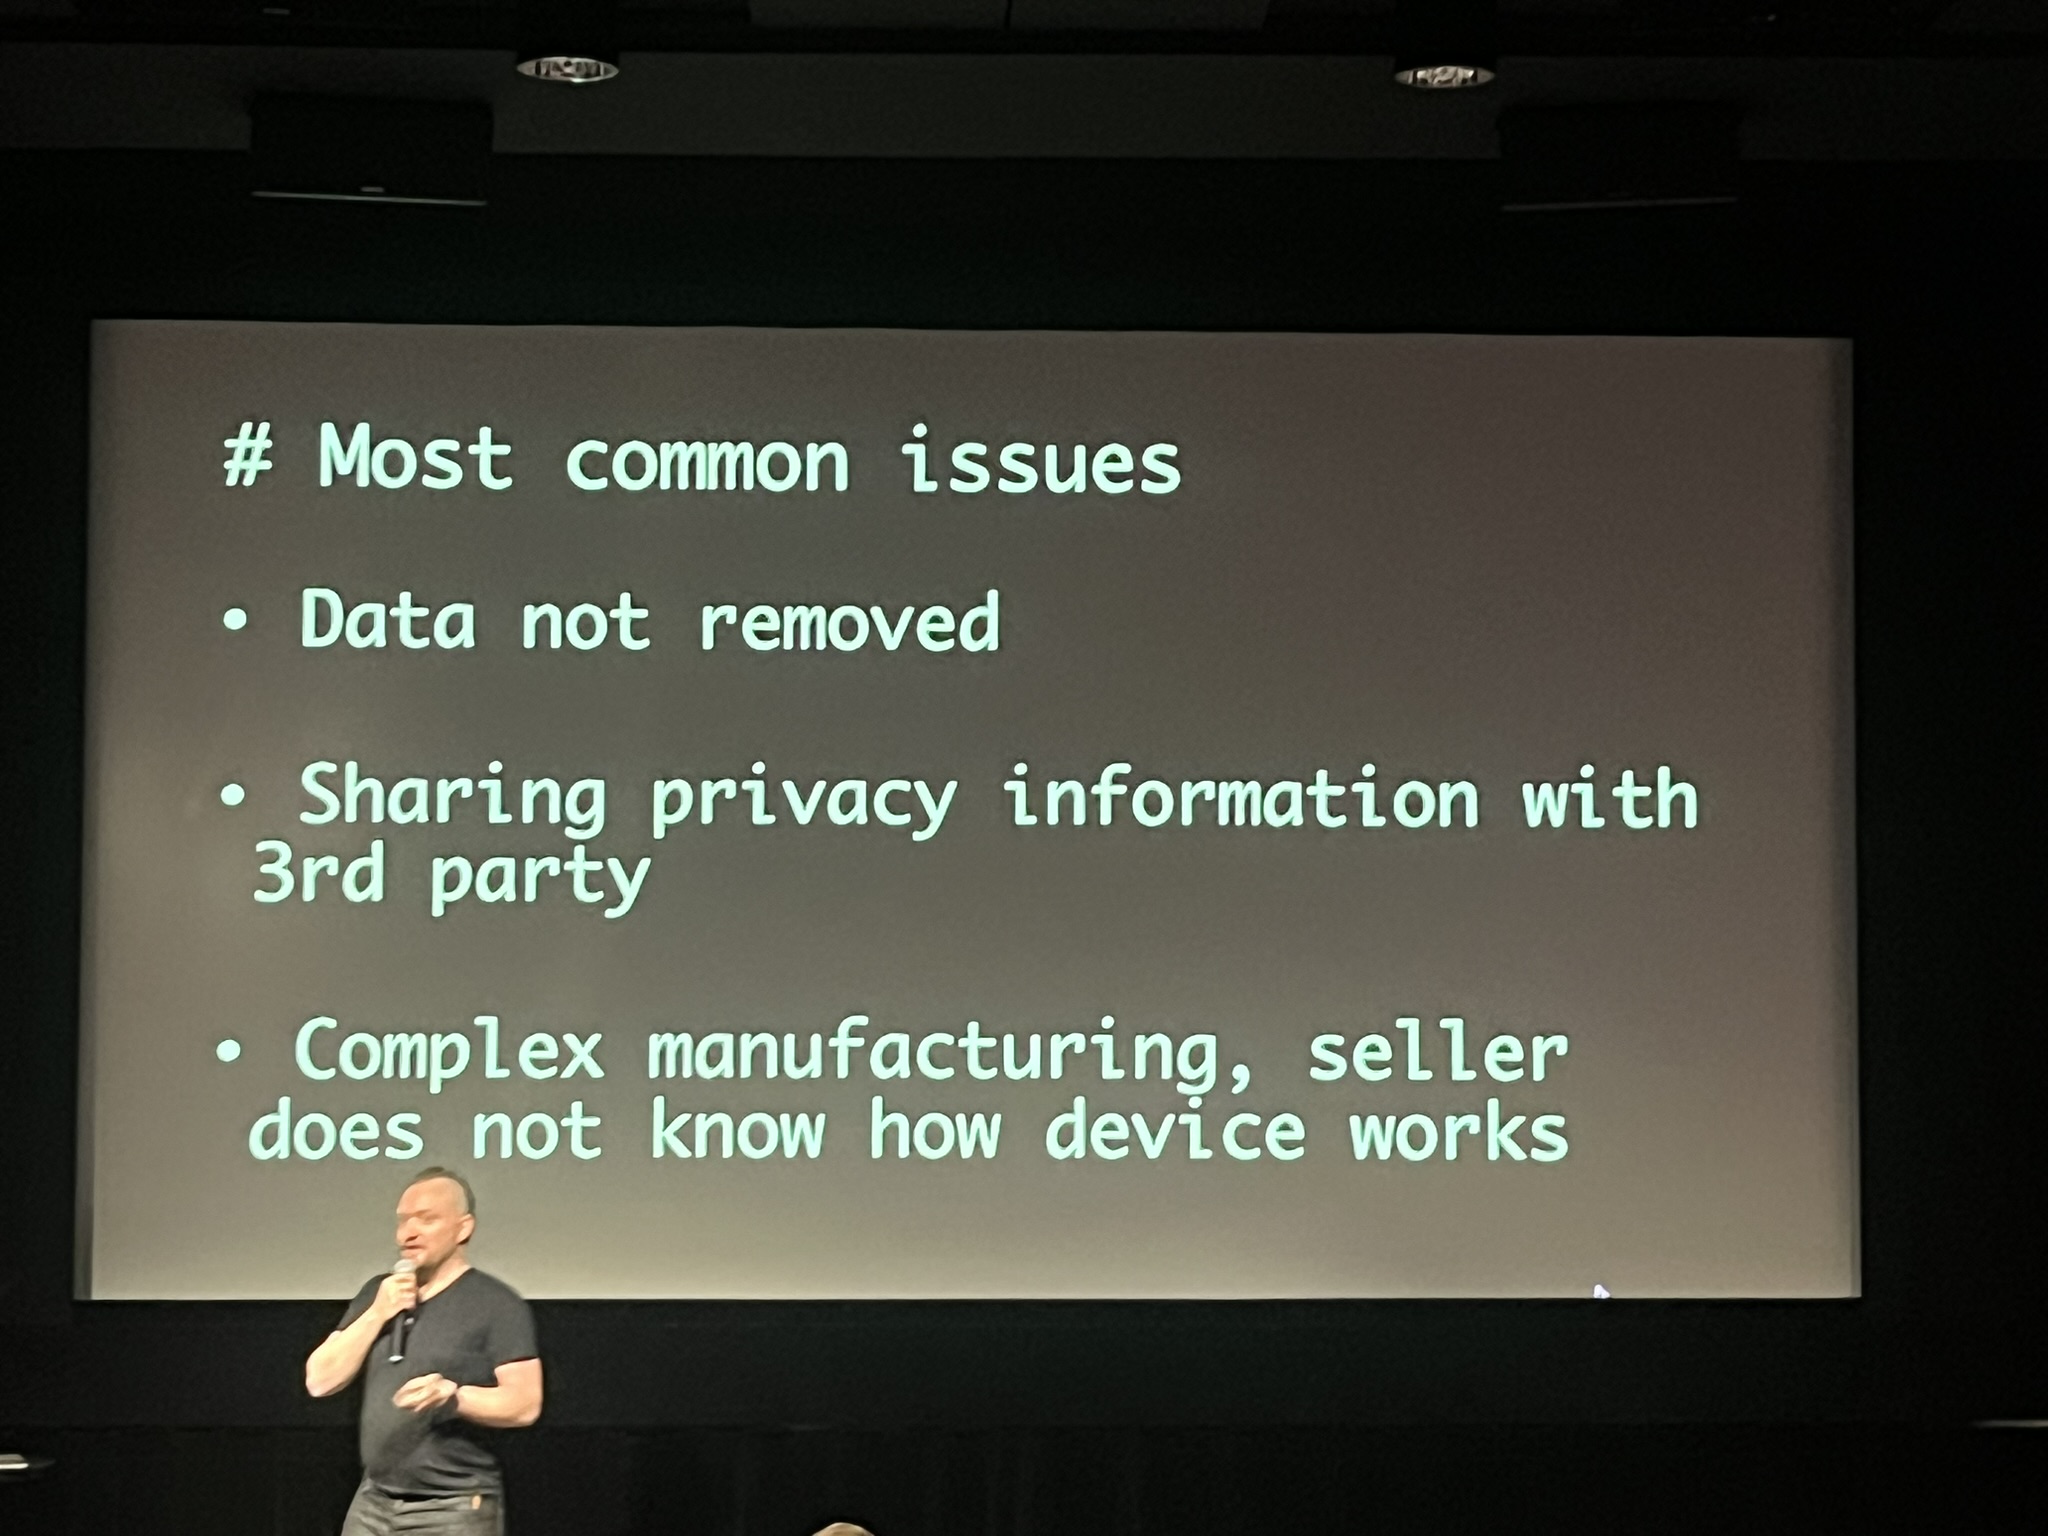 # Most common issues
• Data not removed
• Sharing privacy information with
3rd party
• Complex manufacturing, seller
does not know how device works